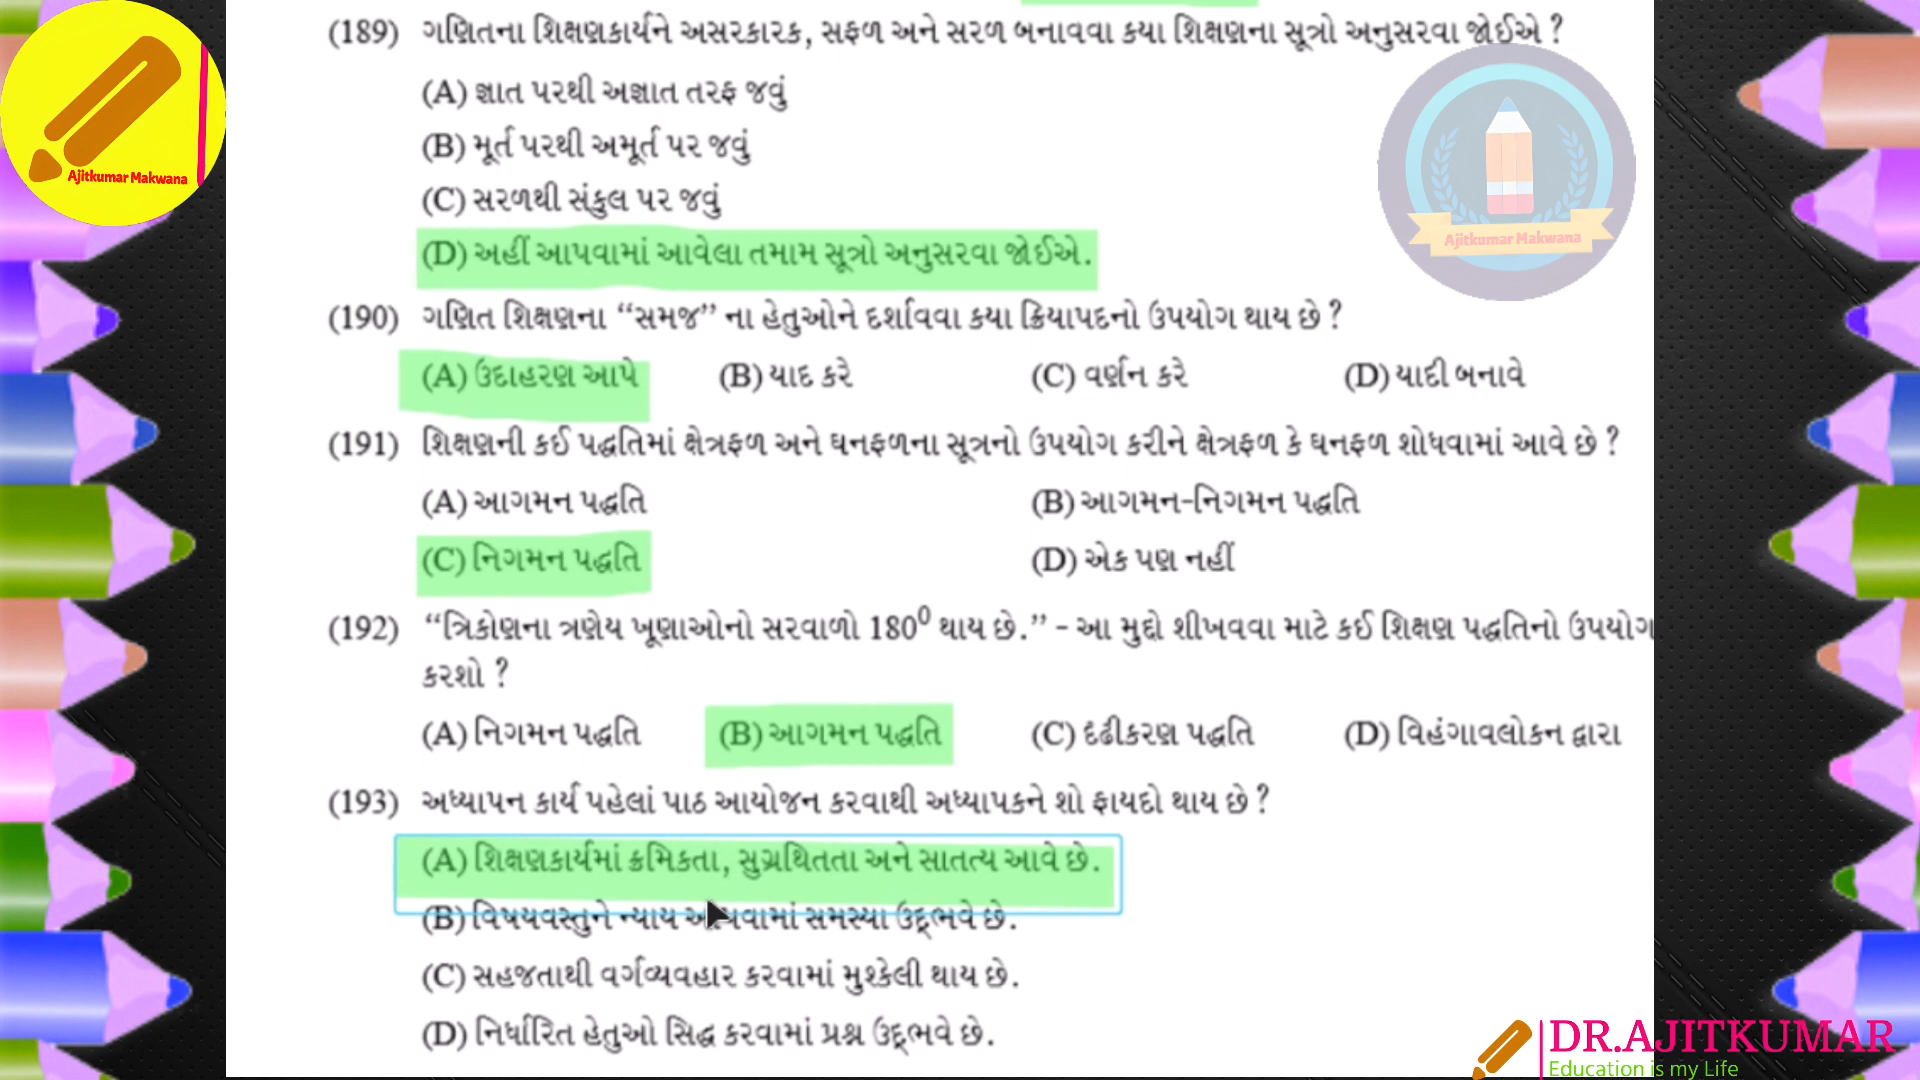 (189) ગણિતના શિક્ષણકાર્યને અસરકારક, સફળ અને સરળ બનાવવા કયા શિક્ષણના સૂત્રો અનુસરવા જોઈએ ?
(A) જ્ઞાત પરથી અજ્ઞાત તરફ જવું
(B) મૂર્ત પરથી અમૂર્ત પર જવું
(C) સરળથી સંકુલ પર જવું
(D) અહીં આપવામાં આવેલા તમામ સૂત્રો અનુસરવા જોઈએ.
(190) ગણિત શિક્ષણના “સમજ” ના હેતુઓને દર્શાવવા કયા ક્રિયાપદનો ઉપયોગ થાય છે ?
(A) ઉદાહરણ આપે (B) યાદ કરે (C) વર્ણન કરે (D) યાદી બનાવે
(191) શિક્ષણની કઈ પદ્ધતિમાં ક્ષેત્રફળ અને ઘનફળના સૂત્રનો ઉપયોગ કરીને ક્ષેત્રફળ કે ઘનફળ શોધવામાં આવે છે ?
(A) આગમન પદ્ધતિ (B) આગમન-નિગમન પદ્ધતિ
(C) નિગમન પદ્ધતિ (D) એક પણ નહીં
(192) “ત્રિકોણના ત્રણેય ખૂણાઓનો સરવાળો 180⁰ થાય છે.” - આ મુદ્દો શીખવવા માટે કઈ શિક્ષણ પદ્ધતિનો ઉપયોગ
કરશો ?
(A) નિગમન પદ્ધતિ (B) આગમન પદ્ધતિ (C) દૃઢીકરણ પદ્ધતિ (D) વિહંગાવલોકન દ્વારા
(193) અધ્યાપન કાર્ય પહેલાં પાઠ આયોજન કરવાથી અધ્યાપકને શો ફાયદો થાય છે ?
(A) શિક્ષણકાર્યમાં ક્રમિકતા, સુગ્રથિતતા અને સાતત્ય આવે છે.
(B) વિષયવસ્તુને ન્યાય આપવામાં સમસ્યા ઉદ્દ્ભવે છે.
(C) સહજતાથી વર્ગવ્યવહાર કરવામાં મુશ્કેલી થાય છે.
(D) નિર્ધારિત હેતુઓ સિદ્ધ કરવામાં પ્રશ્ન ઉદ્દ્ભવે છે.
Ajitkumar Makwana
Ajitkumar Makwana
DR.AJITKUMAR
Education is my Life